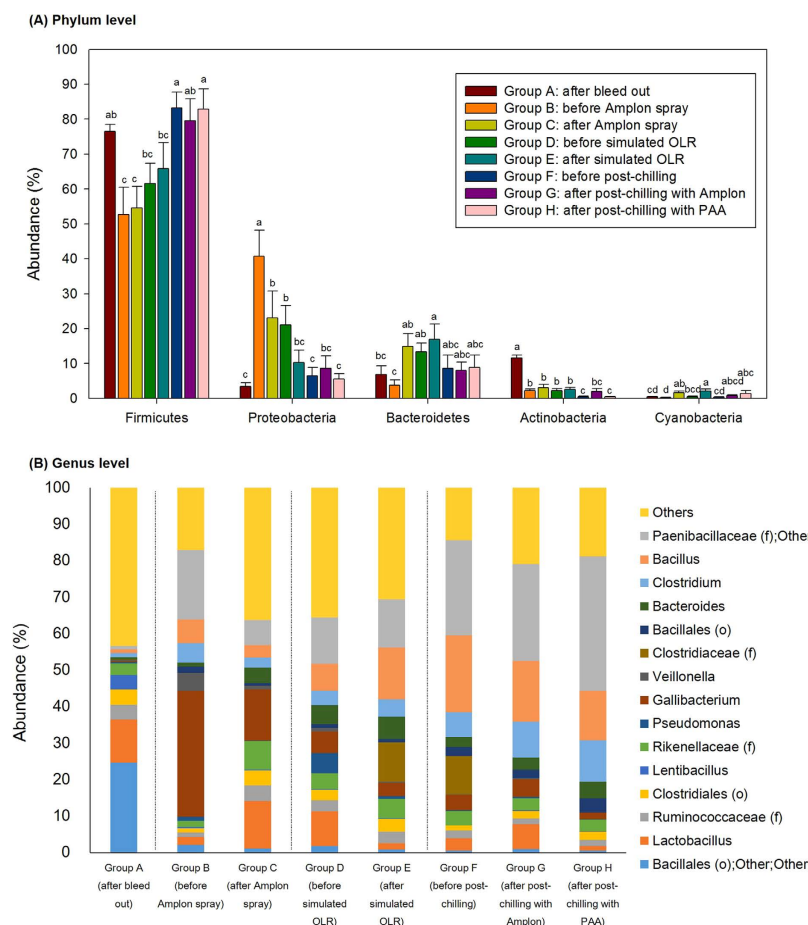 (A) Phylum level
100
90
80
70
60
50
40
30
20
10
0
Abundance (%)
Group A: after bleed out
Group B: before Amplon spray
Group C: after Amplon spray
Group D: before simulated OLR
Group E: after simulated OLR
Group F: before post-chilling
Group G: after post-chilling with Amplon
Group H: after post-chilling with PAA
ab c c bc bc a ab a
c a b b b c bc c
bc c ab ab a abc abc abc
a b b b b c bc c
cd d ab bcd a cd abcd abc
Firmicutes Proteobacteria Bacteroidetes Actinobacteria Cyanobacteria
(B) Genus level
100
90
80
70
60
50
40
30
20
10
0
Abundance (%)
Others
Paenibacillaceae (f);Other
Bacillus
Clostridium
Bacteroides
Bacillales (o)
Clostridiaceae (f)
Veillonella
Gallibacterium
Pseudomonas
Rikenellaceae (f)
Lentibacillus
Clostridiales (o)
Ruminococcaceae (f)
Lactobacillus
Bacillales (o);Other;Other
Group A Group B Group C Group D Group E Group F Group G Group H
(after bleed (before (after Amplon (before (after (before post- (after post- (after post-
out) Amplon spray) spray) simulated simulated chilling) chilling with chilling with
OLR) OLR) Amplon) PAA)